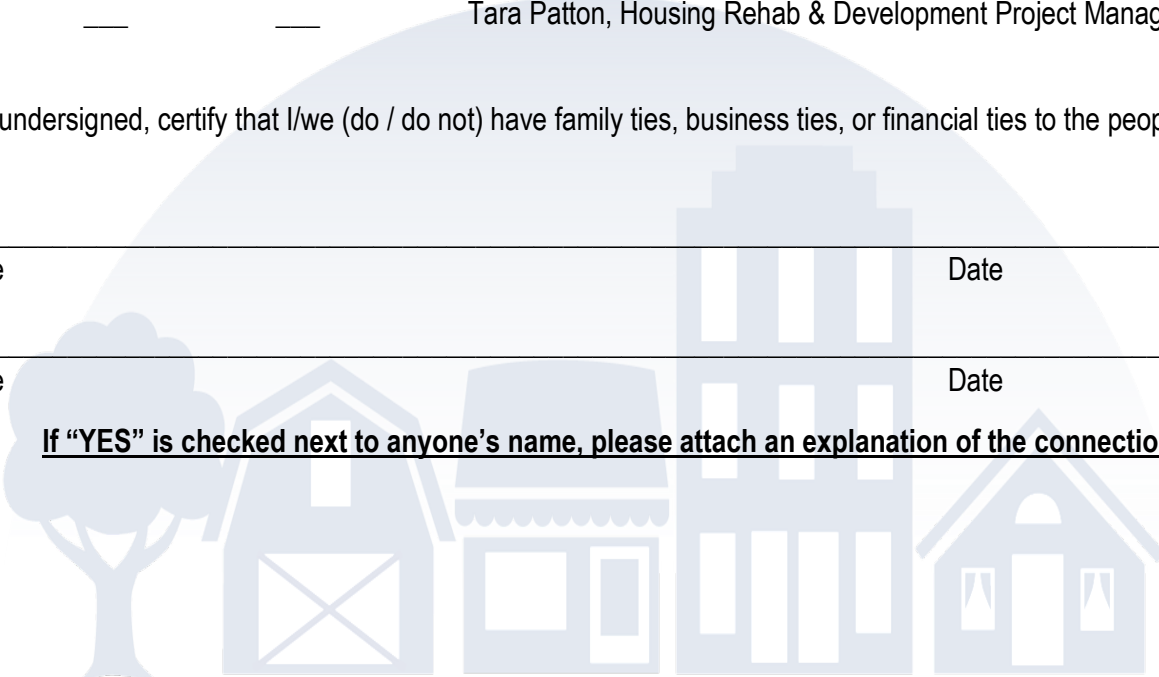 ___ ___ Tara Patton, Housing Rehab & Development Project Manag
undersigned, certify that I/we (do / do not) have family ties, business ties, or financial ties to the peop
e Date
e Date
If “YES” is checked next to anyone’s name, please attach an explanation of the connectio